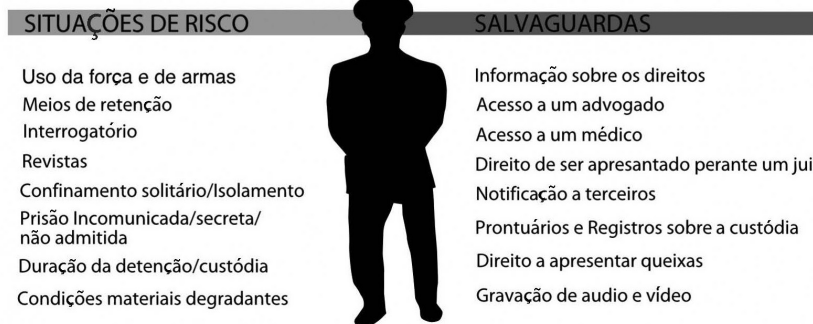 SITUAÇÕES DE RISCO
Uso da força e de armas
Meios de retenção
Interrogatório
Revistas
Confinamento solitário/Isolamento
Prisão Incomunicada/secreta/
não admitida
Duração da detenção/custódia
Condições materiais degradantes
SALVAGUARDAS
Informação sobre os direitos
Acesso a um advogado
Acesso a um médico
Direito de ser apresantado perante um jui
Notificação a terceiros
Prontuários e Registros sobre a custódia
Direito a apresentar queixas
Gravação de audio e vídeo